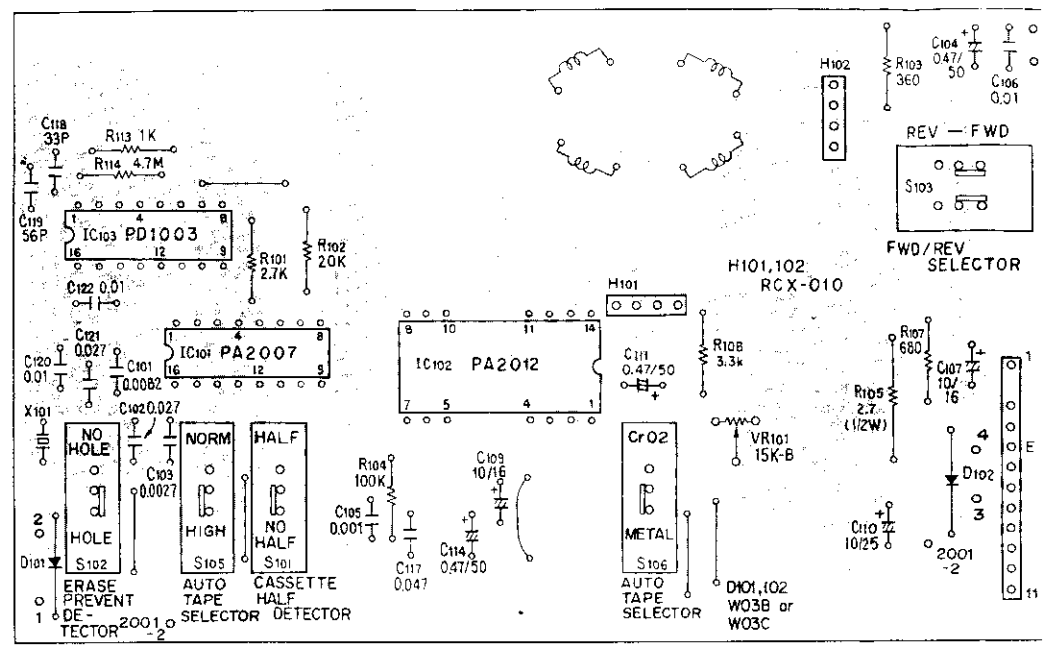 C104
0.47/
50
R103
360
C106
0.01
H102
REV — FWD
S103
FWD/REV
SELECTOR
C118
33P
R113 1K
R114 4.7M
C119
56P
1 4 8
IC103 PD1003
16 12 9
R101
2.7K
R102
20K
C122 0.01
H101,102
RCX-010
H101
1 4 8
IC101 PA2007
16 12 9
8 10 11 14
IC102 PA2012
7 5 4 1
C111
0.47/50
R108
3.3k
R107
680
C107
10/
16
R105
2.7
(1/2W)
C121
0.027
C120
0.01
C101
0.0082
X101
C102 0.027
C103
0.0027
VR101
15K-B
NO
HOLE
HOLE
S102
NORM
HIGH
S105
HALF
NO
HALF
S101
R104
100K
C105
0.001
C109
10/16
C117
0.047
C114
0.47/50
CrO2
METAL
S106
1
E
11
4
D102
3
C110
10/25
2001
-2
2
D101
1
ERASE
PREVENT
DE-
TECTOR
2001
-2
AUTO
TAPE
SELECTOR
CASSETTE
HALF
DETECTOR
AUTO
TAPE
SELECTOR
D101,102
W03B or
W03C